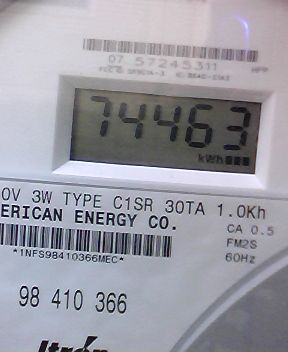 07 57245311
74463
kWh
0V 3W TYPE C1SR 30TA 1.0Kh
ERICAN ENERGY CO.
CA 0.5
FM2S
60Hz
*1NFS98410366MEC*
98 410 366
Itrón